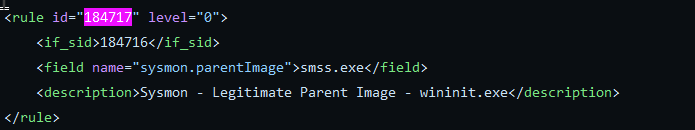 <rule id="184717" level="0">
<if_sid>184716</if_sid>
<field name="sysmon.parentImage">smss.exe</field>
<description>Sysmon - Legitimate Parent Image - wininit.exe</description>
</rule>